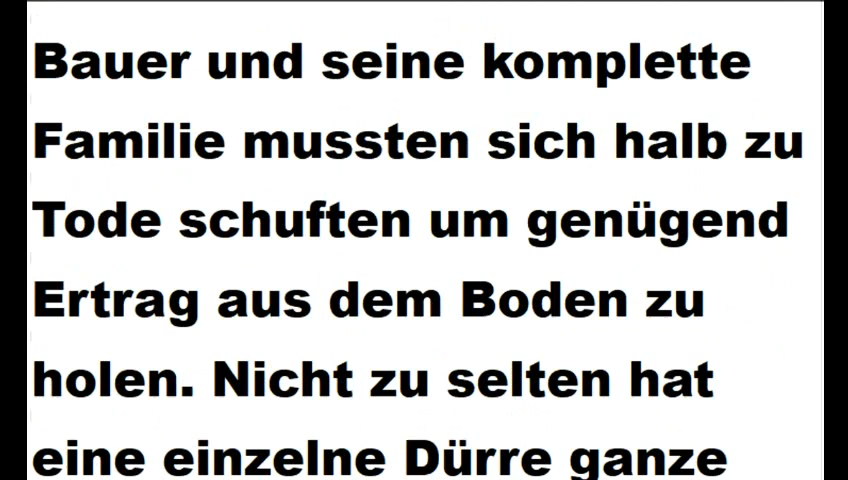 Bauer und seine komplette
Familie mussten sich halb zu
Tode schuften um genügend
Ertrag aus dem Boden zu
holen. Nicht zu selten hat
eine einzelne Dürre ganze